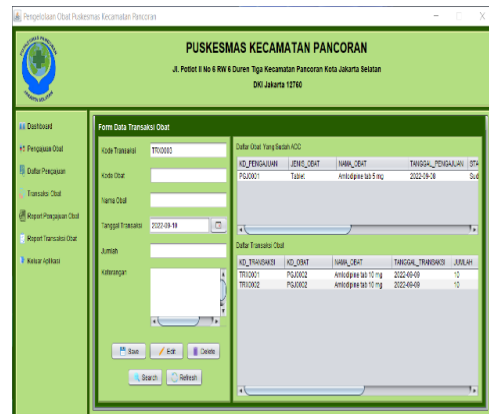 Pengelolaan Obat Puskesmas Kecamatan Pancoran
PUSKESMAS KECAMATAN PANCORAN
Jl. Potlot II No 6 RW 6 Duren Tiga Kecamatan Pancoran Kota Jakarta Selatan
DKI Jakarta 12760
Dashboard
Pengajuan Obat
Daftar Pengajuan
Transaksi Obat
Report Pengajuan Obat
Report Transaksi Obat
Keluar Aplikasi
Form Data Transaksi Obat
Kode Transaksi TRX0003
Kode Obat
Nama Obat
Tanggal Transaksi 2022-09-19
Jumlah
Keterangan
Save Edit Delete
Search Refresh
Daftar Obat Yang Sudah ACC
KD_PENGAJUAN JENIS_OBAT NAMA_OBAT TANGGAL_PENGAJUAN STA
PGJ0001 Tablet Amlodipine tab 5 mg 2022-09-08 Sud
Daftar Transaksi Obat
KD_TRANSAKSI KD_OBAT NAMA_OBAT TANGGAL_TRANSAKSI JUMLAH
TRX0001 PGJ0002 Amlodipine tab 10 mg 2022-09-09 10
TRX0002 PGJ0002 Amlodipine tab 10 mg 2022-09-09 10